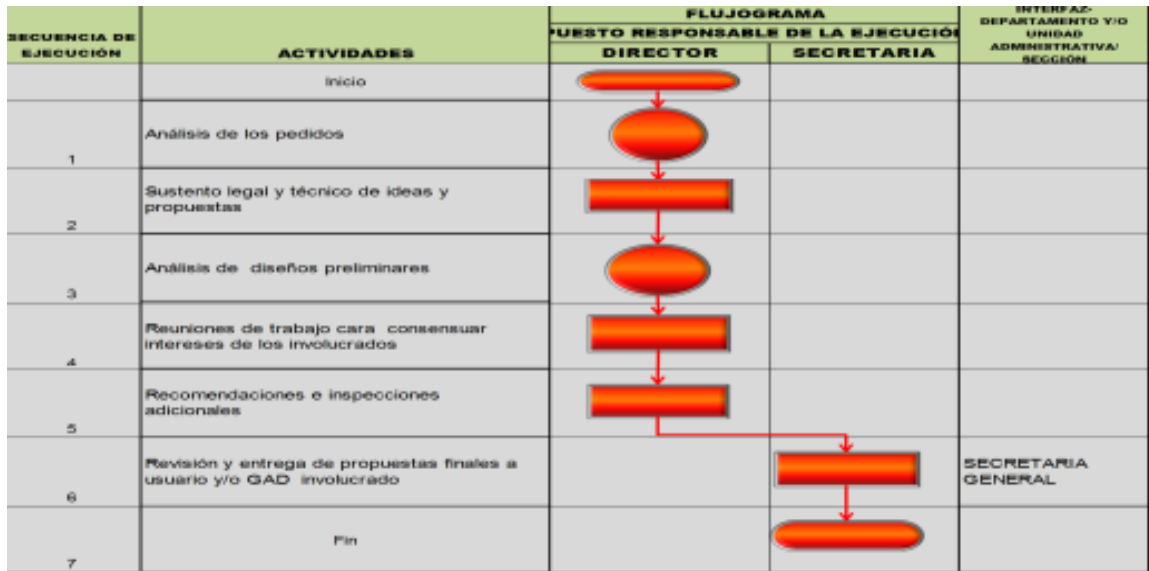 SECUENCIA DE
EJECUCIÓN
ACTIVIDADES
FLUJOGRAMA
PUESTO RESPONSABLE DE LA EJECUCIÓN
DIRECTOR
SECRETARIA
INTERFAZ-
DEPARTAMENTO Y/O
UNIDAD
ADMINISTRATIVA/
SECCIÓN
Inicio
1
Análisis de los pedidos
2
Sustento legal y técnico de ideas y
propuestas
3
Análisis de diseños preliminares
4
Reuniones de trabajo cara consensuar
intereses de los involucrados
5
Recomendaciones e inspecciones
adicionales
6
Revisión y entrega de propuestas finales a
usuario y/o GAD involucrado
SECRETARIA
GENERAL
7
Fin